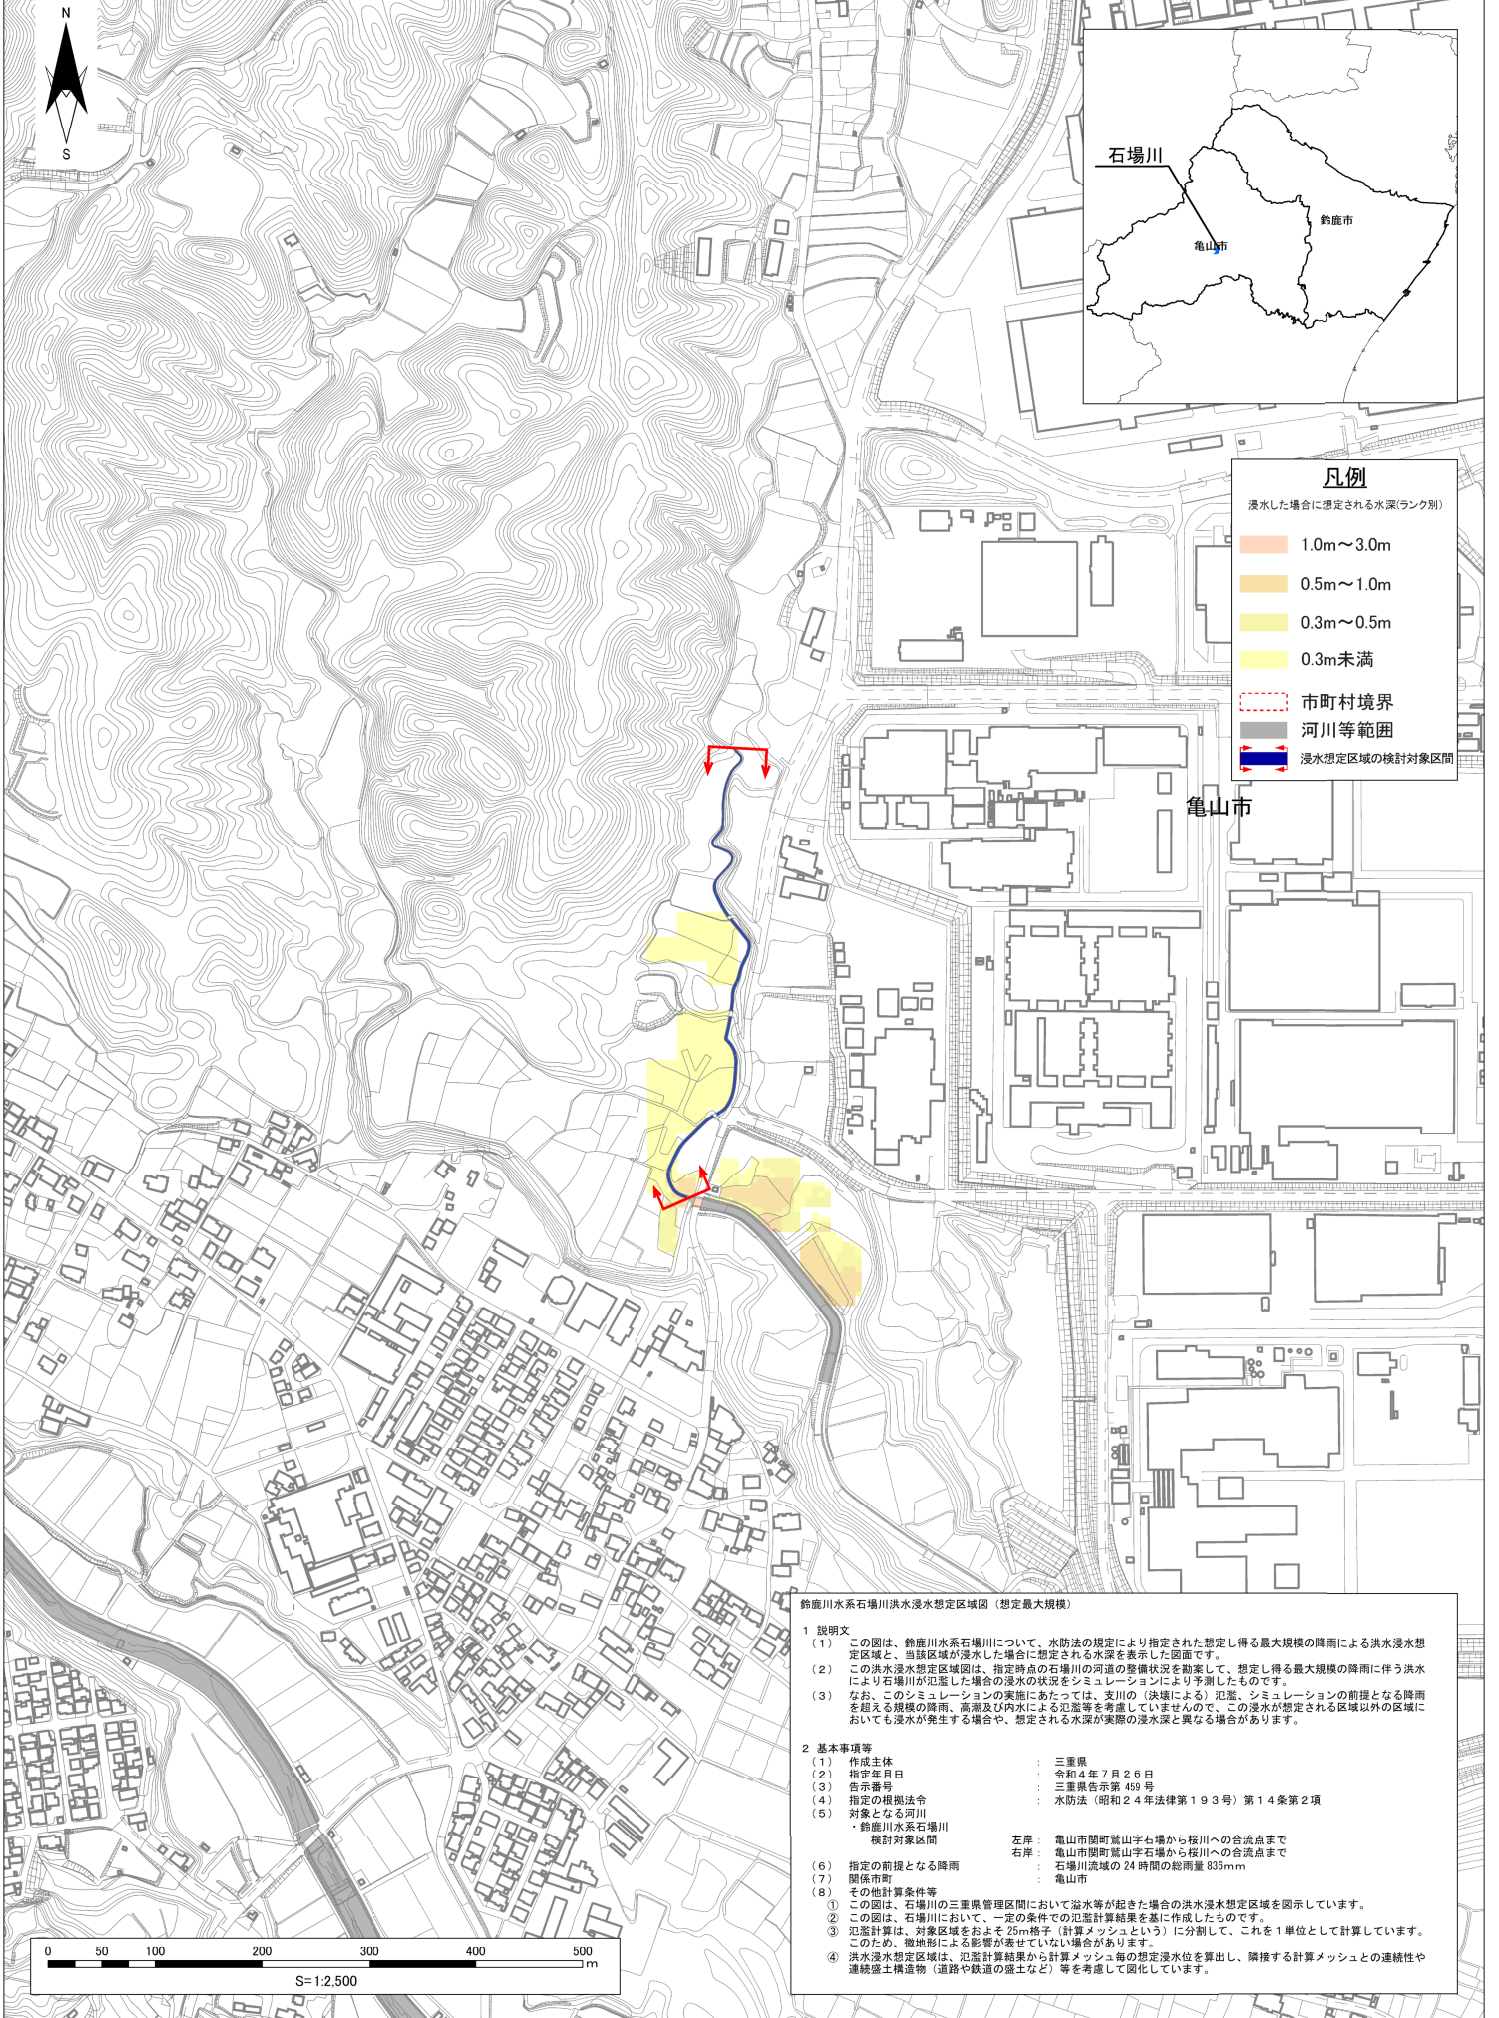 N
S
石場川
鈴鹿市
亀山市
凡例
浸水した場合に想定される水深(ランク別)
1.0m～3.0m
0.5m～1.0m
0.3m～0.5m
0.3m未満
市町村境界
河川等範囲
浸水想定区域の検討対象区間
亀山市
鈴鹿川水系石場川洪水浸水想定区域図（想定最大規模）
1 説明文
（1） この図は、鈴鹿川水系石場川について、水防法の規定により指定された想定し得る最大規模の降雨による洪水浸水想
定区域と、当該区域が浸水した場合に想定される水深を表示した図面です。
（2） この洪水浸水想定区域図は、指定時点の石場川の河道の整備状況を勘案して、想定し得る最大規模の降雨に伴う洪水
により石場川が氾濫した場合の浸水の状況をシミュレーションにより予測したものです。
（3） なお、このシミュレーションの実施にあたっては、支川の（決壊による）氾濫、シミュレーションの前提となる降雨
を超える規模の降雨、高潮及び内水による氾濫等を考慮していませんので、この浸水が想定される区域以外の区域に
おいても浸水が発生する場合や、想定される水深が実際の浸水深と異なる場合があります。
2 基本事項等
（1） 作成主体 ： 三重県
（2） 指定年月日 ： 令和４年７月２６日
（3） 告示番号 ： 三重県告示第 459 号
（4） 指定の根拠法令 ： 水防法（昭和２４年法律第１９３号）第１４条第２項
（5） 対象となる河川
・鈴鹿川水系石場川
検討対象区間 左岸： 亀山市関町鷲山字石場から桜川への合流点まで
右岸： 亀山市関町鷲山字石場から桜川への合流点まで
（6） 指定の前提となる降雨 ： 石場川流域の 24 時間の総雨量 833mm
（7） 関係市町 ： 亀山市
（8） その他計算条件等
① この図は、石場川の三重県管理区間において溢水等が起きた場合の洪水浸水想定区域を図示しています。
② この図は、石場川において、一定の条件での氾濫計算結果を基に作成したものです。
③ 氾濫計算は、対象区域をおよそ 25m格子（計算メッシュという）に分割して、これを１単位として計算しています。
このため、微地形による影響が表せていない場合があります。
④ 洪水浸水想定区域は、氾濫計算結果から計算メッシュ毎の想定浸水位を算出し、隣接する計算メッシュとの連続性や
連続盛土構造物（道路や鉄道の盛土など）等を考慮して図化しています。
0 50 100 200 300 400 500
m
S=1:2,500